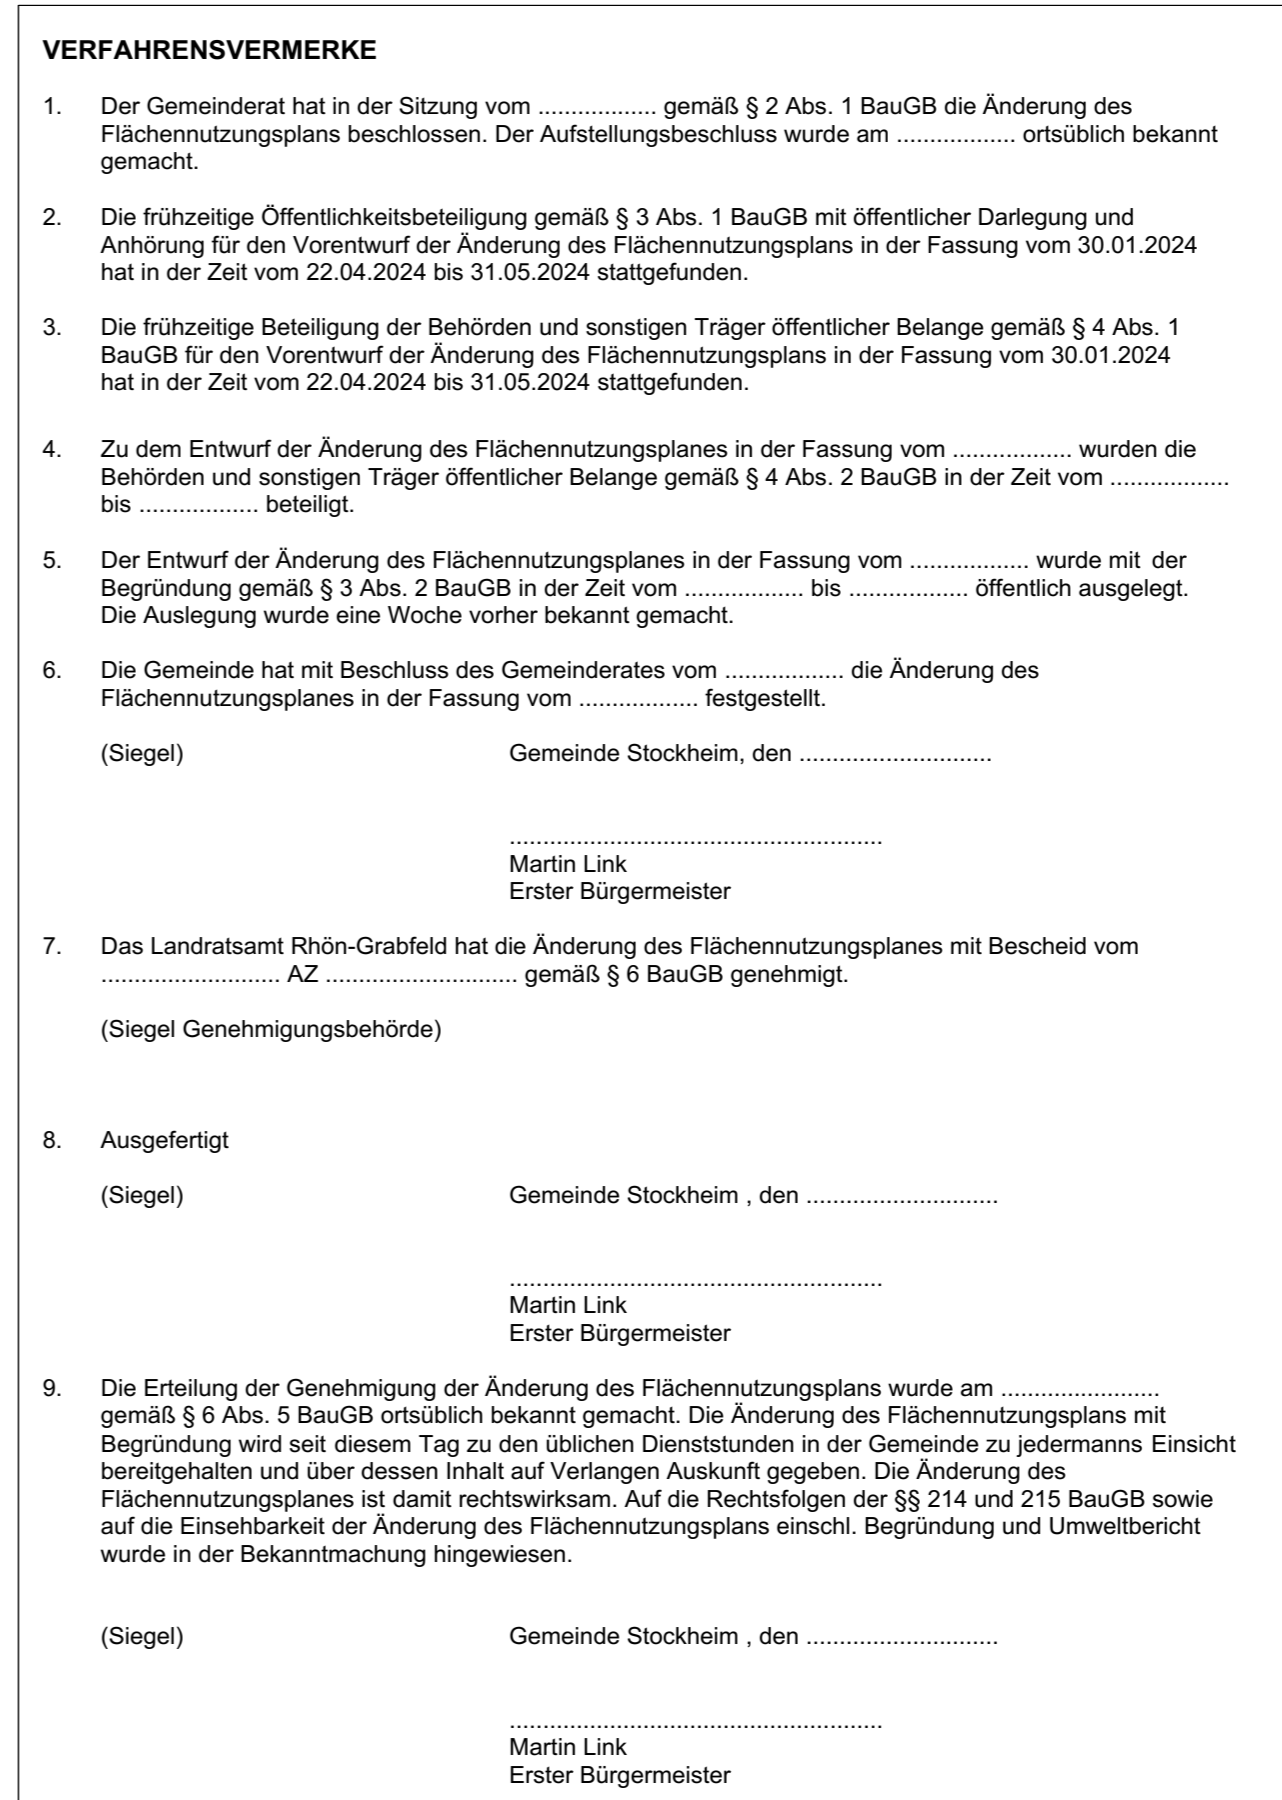 VERFAHRENSVERMERKE
1. Der Gemeinderat hat in der Sitzung vom .................. gemäß § 2 Abs. 1 BauGB die Änderung des
Flächennutzungsplans beschlossen. Der Aufstellungsbeschluss wurde am .................. ortsüblich bekannt
gemacht.
2. Die frühzeitige Öffentlichkeitsbeteiligung gemäß § 3 Abs. 1 BauGB mit öffentlicher Darlegung und
Anhörung für den Vorentwurf der Änderung des Flächennutzungsplans in der Fassung vom 30.01.2024
hat in der Zeit vom 22.04.2024 bis 31.05.2024 stattgefunden.
3. Die frühzeitige Beteiligung der Behörden und sonstigen Träger öffentlicher Belange gemäß § 4 Abs. 1
BauGB für den Vorentwurf der Änderung des Flächennutzungsplans in der Fassung vom 30.01.2024
hat in der Zeit vom 22.04.2024 bis 31.05.2024 stattgefunden.
4. Zu dem Entwurf der Änderung des Flächennutzungsplanes in der Fassung vom .................. wurden die
Behörden und sonstigen Träger öffentlicher Belange gemäß § 4 Abs. 2 BauGB in der Zeit vom ..................
bis .................. beteiligt.
5. Der Entwurf der Änderung des Flächennutzungsplanes in der Fassung vom .................. wurde mit der
Begründung gemäß § 3 Abs. 2 BauGB in der Zeit vom .................. bis .................. öffentlich ausgelegt.
Die Auslegung wurde eine Woche vorher bekannt gemacht.
6. Die Gemeinde hat mit Beschluss des Gemeinderates vom .................. die Änderung des
Flächennutzungsplanes in der Fassung vom .................. festgestellt.
(Siegel) Gemeinde Stockheim, den .............................
........................................................
Martin Link
Erster Bürgermeister
7. Das Landratsamt Rhön-Grabfeld hat die Änderung des Flächennutzungsplanes mit Bescheid vom
........................... AZ ............................. gemäß § 6 BauGB genehmigt.
(Siegel Genehmigungsbehörde)
8. Ausgefertigt
(Siegel) Gemeinde Stockheim , den .............................
........................................................
Martin Link
Erster Bürgermeister
9. Die Erteilung der Genehmigung der Änderung des Flächennutzungsplans wurde am ........................
gemäß § 6 Abs. 5 BauGB ortsüblich bekannt gemacht. Die Änderung des Flächennutzungsplans mit
Begründung wird seit diesem Tag zu den üblichen Dienststunden in der Gemeinde zu jedermanns Einsicht
bereitgehalten und über dessen Inhalt auf Verlangen Auskunft gegeben. Die Änderung des
Flächennutzungsplanes ist damit rechtswirksam. Auf die Rechtsfolgen der §§ 214 und 215 BauGB sowie
auf die Einsehbarkeit der Änderung des Flächennutzungsplans einschl. Begründung und Umweltbericht
wurde in der Bekanntmachung hingewiesen.
(Siegel) Gemeinde Stockheim , den .............................
........................................................
Martin Link
Erster Bürgermeister